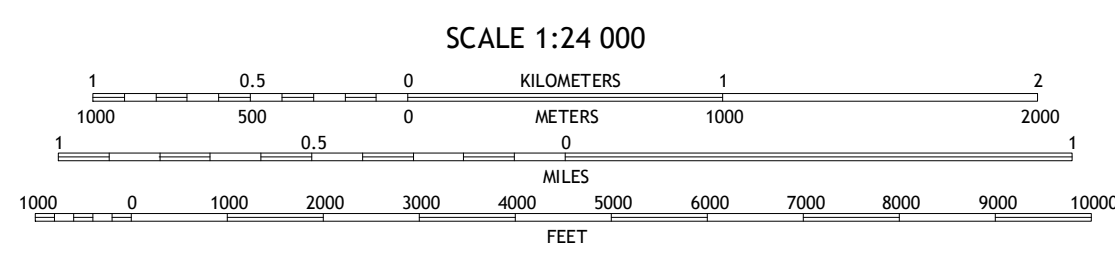 SCALE 1:24 000
1 0.5 0 KILOMETERS 1 2
1000 500 0 METERS 1000 2000
1 0.5 0 1
MILES
1000 0 1000 2000 3000 4000 5000 6000 7000 8000 9000 10000
FEET